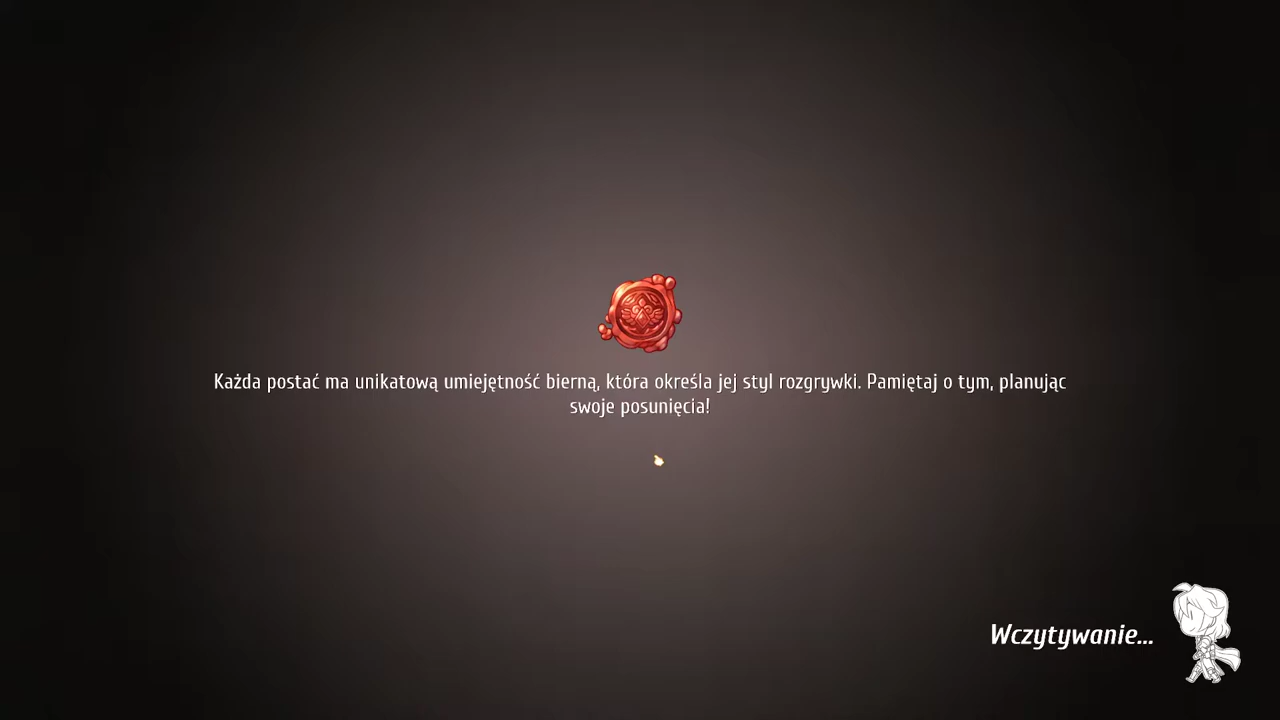 Każda postać ma unikatową umiejętność bierną, która określa jej styl rozgrywki. Pamiętaj o tym, planując
swoje posunięcia!
Wczytywanie...